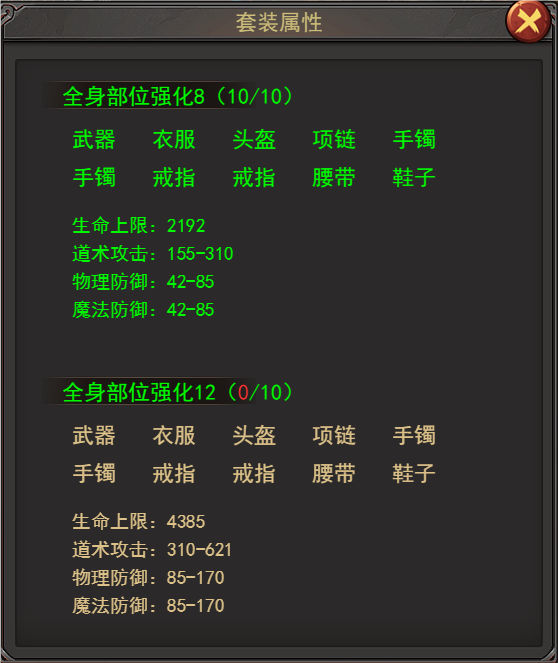 套装属性
全身部位强化8（10/10）
武器 衣服 头盔 项链 手镯
手镯 戒指 戒指 腰带 鞋子
生命上限：2192
道术攻击：155-310
物理防御：42-85
魔法防御：42-85
全身部位强化12（0/10）
武器 衣服 头盔 项链 手镯
手镯 戒指 戒指 腰带 鞋子
生命上限：4385
道术攻击：310-621
物理防御：85-170
魔法防御：85-170